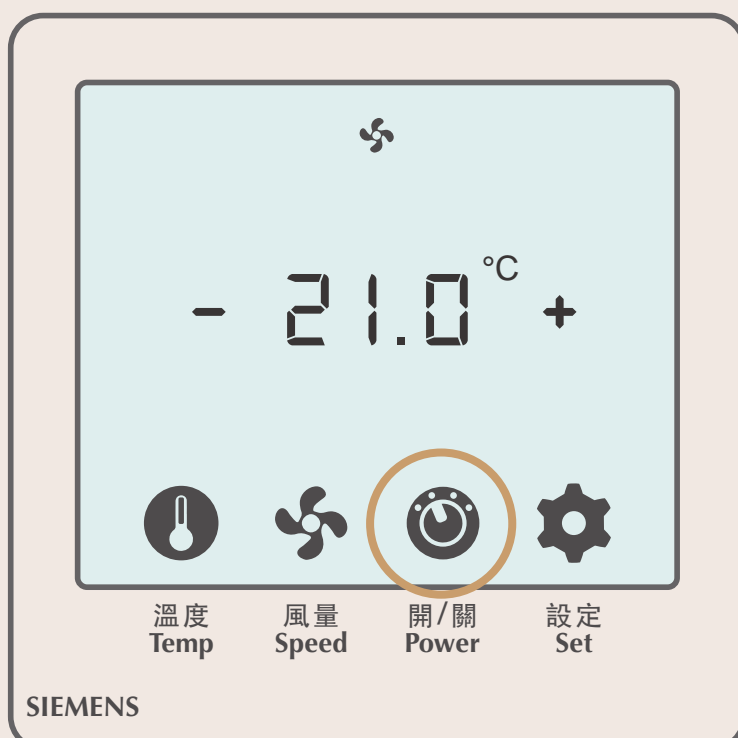 - 21.0 °C +
溫度 風量 開/關 設定
Temp Speed Power Set
SIEMENS